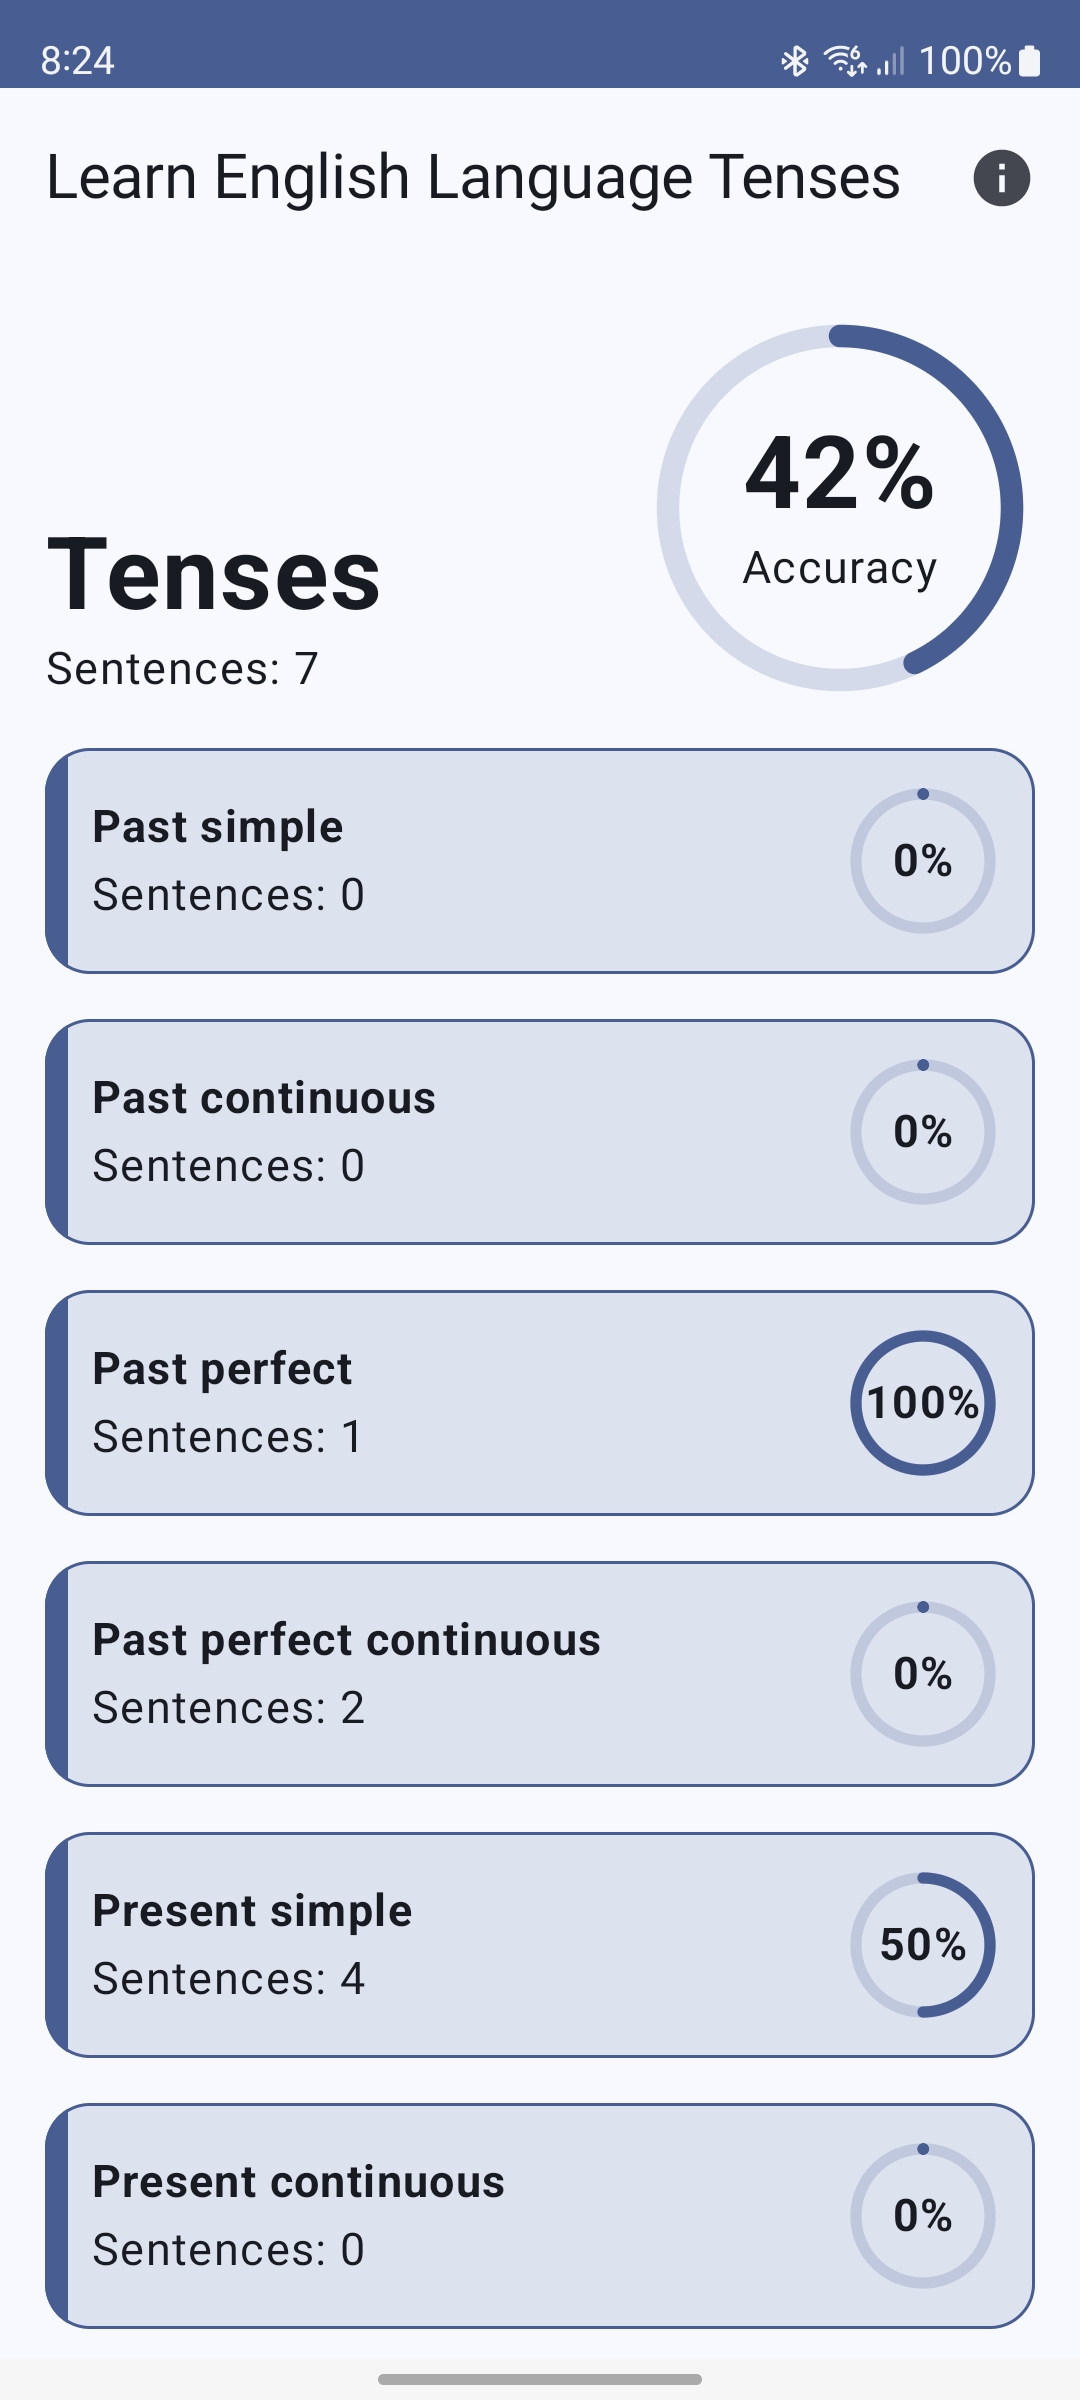 8:24
6
100%
Learn English Language Tenses
42%
Accuracy
Tenses
Sentences: 7
Past simple
Sentences: 0
0%
Past continuous
Sentences: 0
0%
Past perfect
Sentences: 1
100%
Past perfect continuous
Sentences: 2
0%
Present simple
Sentences: 4
50%
Present continuous
Sentences: 0
0%